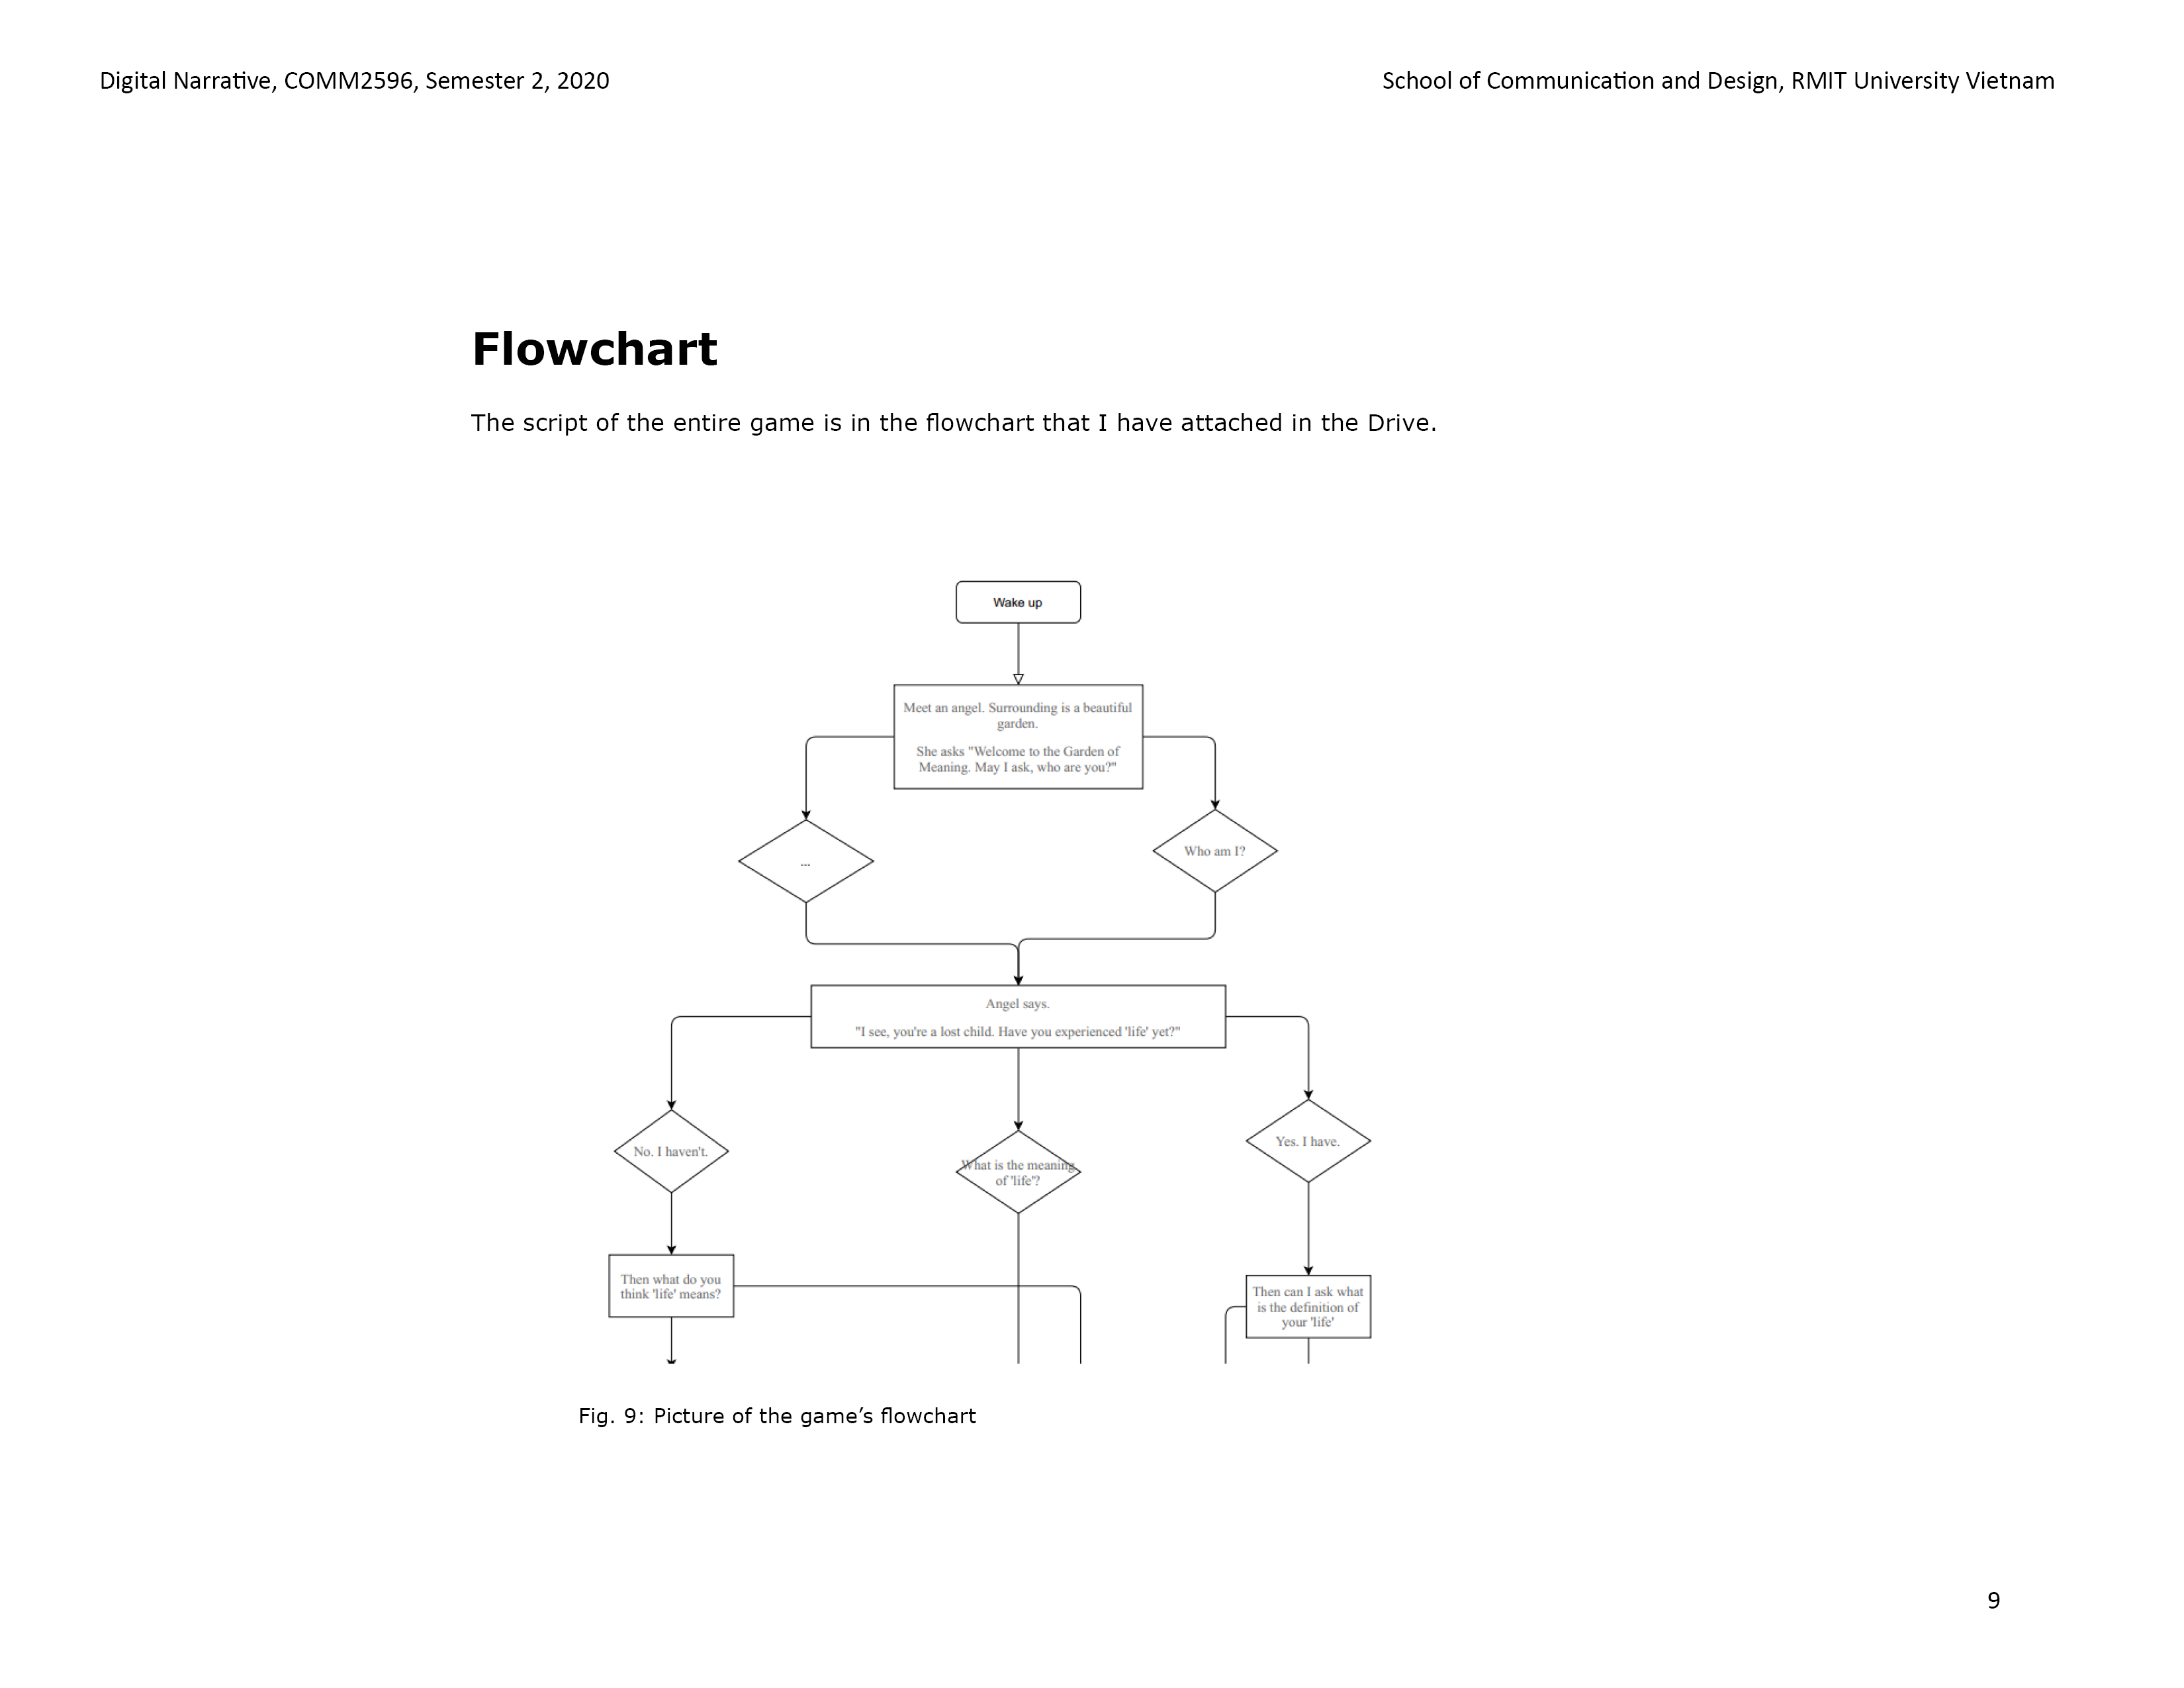 Digital Narrative, COMM2596, Semester 2, 2020
School of Communication and Design, RMIT University Vietnam
Flowchart
The script of the entire game is in the flowchart that I have attached in the Drive.
Wake up
Meet an angel. Surrounding is a beautiful
garden.
She asks "Welcome to the Garden of
Meaning. May I ask, who are you?"
...
Who am I?
Angel says.
"I see, you're a lost child. Have you experienced 'life' yet?"
No. I haven't.
What is the meaning
of 'life'?
Yes. I have.
Then what do you
think 'life' means?
Then can I ask what
is the definition of
your 'life'
Fig. 9: Picture of the game’s flowchart
9